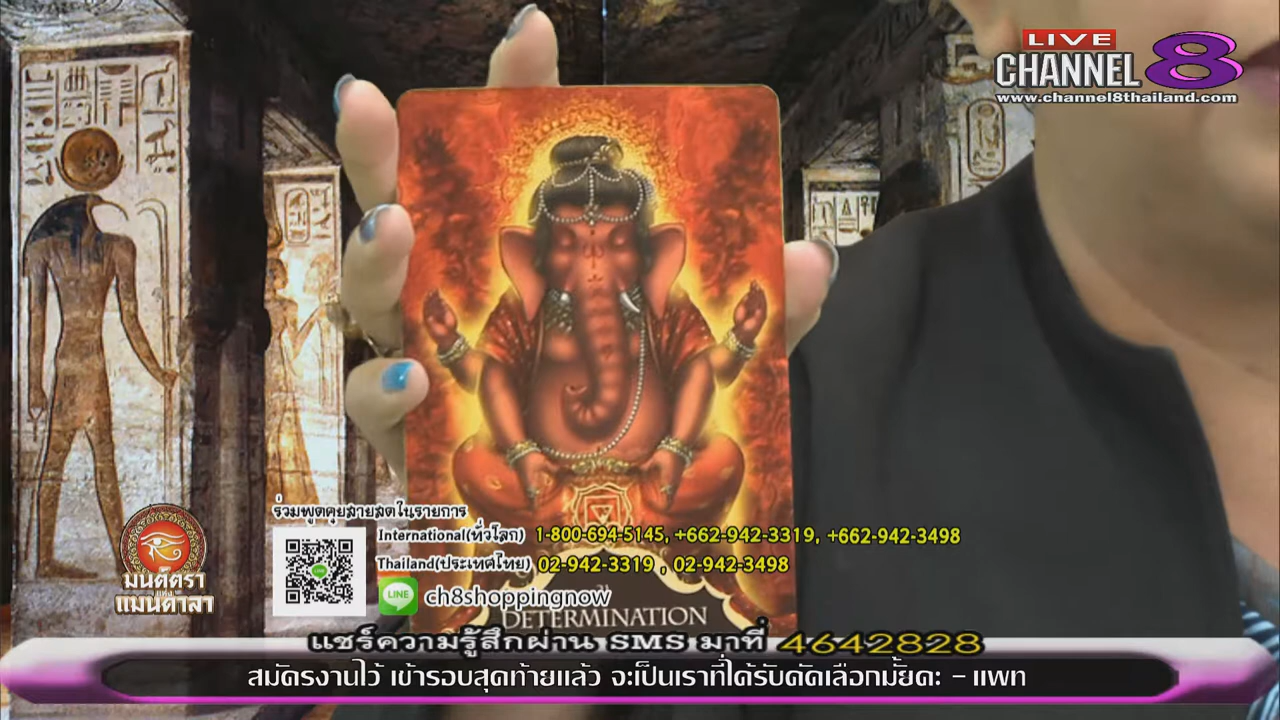 LIVE
CHANNEL 8
www.channel8thailand.com
ร่วมพูดคุยสายสดในรายการ
International(ทั่วโลก) 1-800-694-5145, +662-942-3319, +662-942-3498
Thailand(ประเทศไทย) 02-942-3319 , 02-942-3498
LINE ch8shoppingnow
มนต์ตรา
แห่ง
แมนดาลา
21
DETERMINATION
แชร์ความรู้สึกผ่าน SMS มาที่ 4642828
สมัครงานไว้ เข้ารอบสุดท้ายแล้ว จะเป็นเราที่ได้รับคัดเลือกมั้ยคะ - แพท